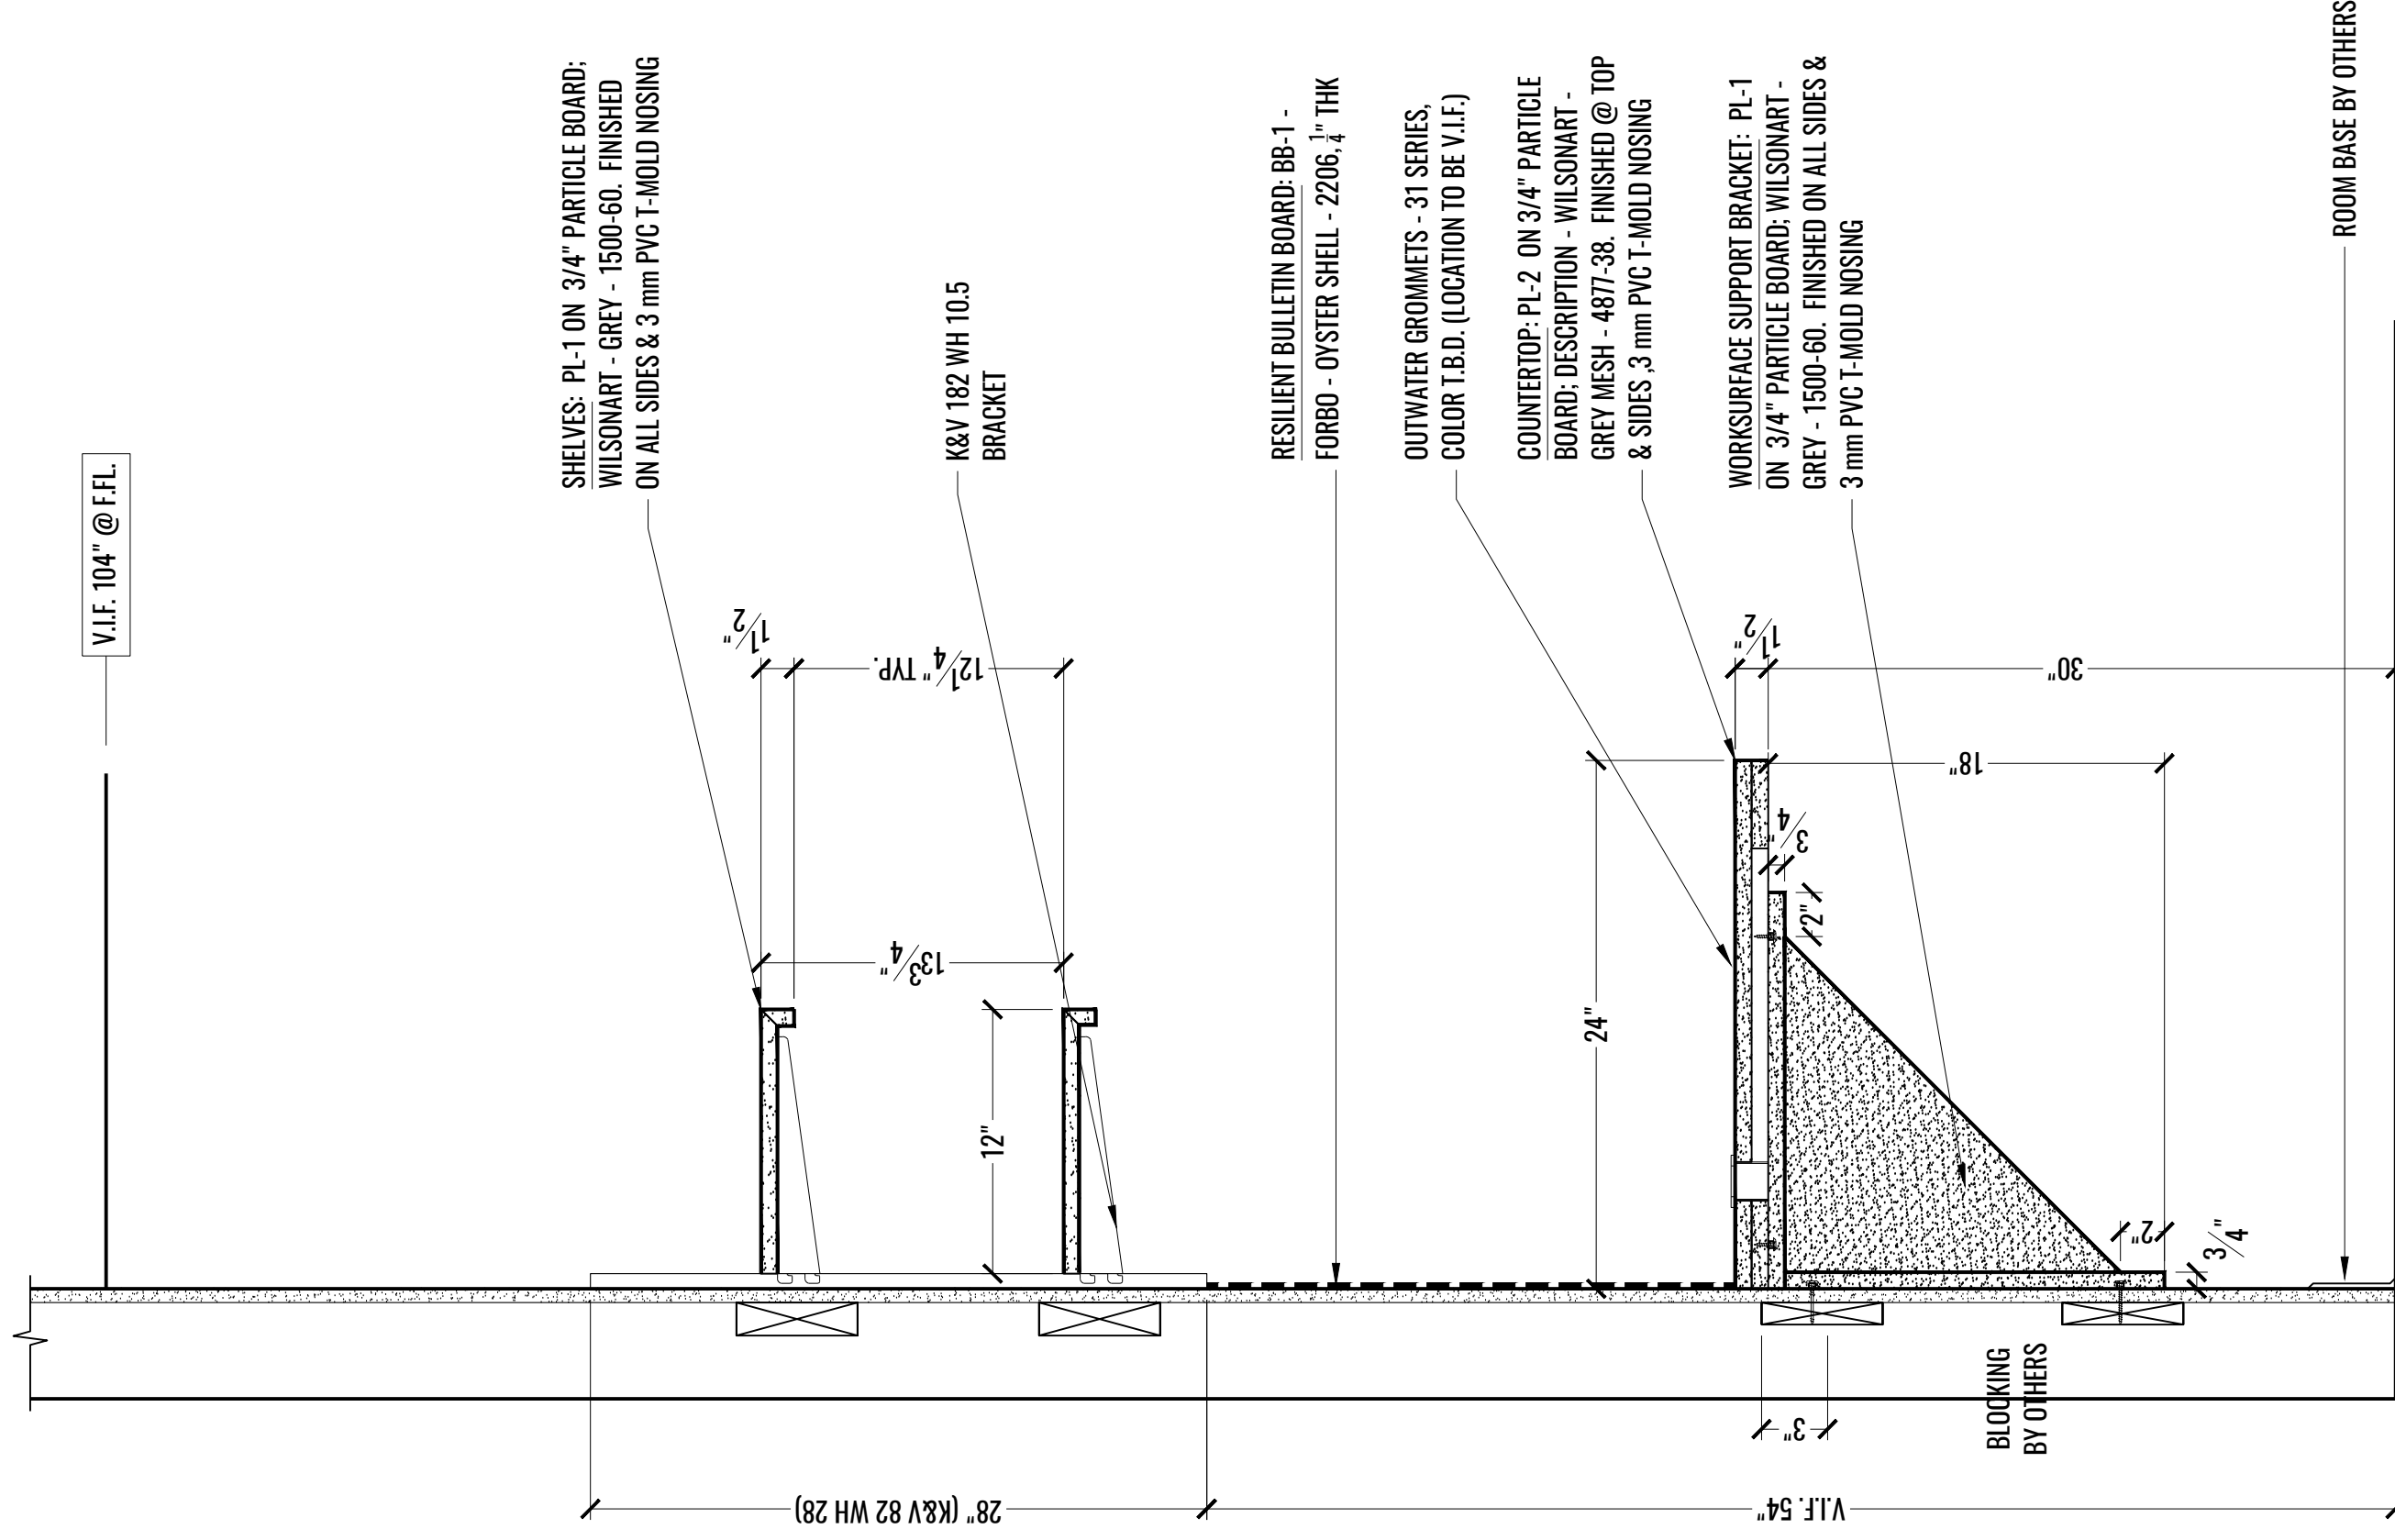 V.I.F. 104" @ F.FL.
SHELVES: PL-1 ON 3/4" PARTICLE BOARD;
WILSONART - GREY - 1500-60. FINISHED
ON ALL SIDES & 3 mm PVC T-MOLD NOSING
K&V 182 WH 10.5
BRACKET
RESILIENT BULLETIN BOARD: BB-1 -
FORBO - OYSTER SHELL - 2206, 1/4" THK
OUTWATER GROMMETS - 31 SERIES,
COLOR T.B.D. (LOCATION TO BE V.I.F.)
COUNTERTOP: PL-2 ON 3/4" PARTICLE
BOARD; DESCRIPTION - WILSONART -
GREY MESH - 4877-38. FINISHED @ TOP
& SIDES ,3 mm PVC T-MOLD NOSING
WORKSURFACE SUPPORT BRACKET: PL-1
ON 3/4" PARTICLE BOARD; WILSONART -
GREY - 1500-60. FINISHED ON ALL SIDES &
3 mm PVC T-MOLD NOSING
ROOM BASE BY OTHERS
1 1/2"
12 1/4" TYP.
13 3/4"
12"
1 1/2"
30"
18"
24"
3/4"
2"
2"
3/4"
3"
BLOCKING
BY OTHERS
28" (K&V 82 WH 28)
V.I.F. 54"